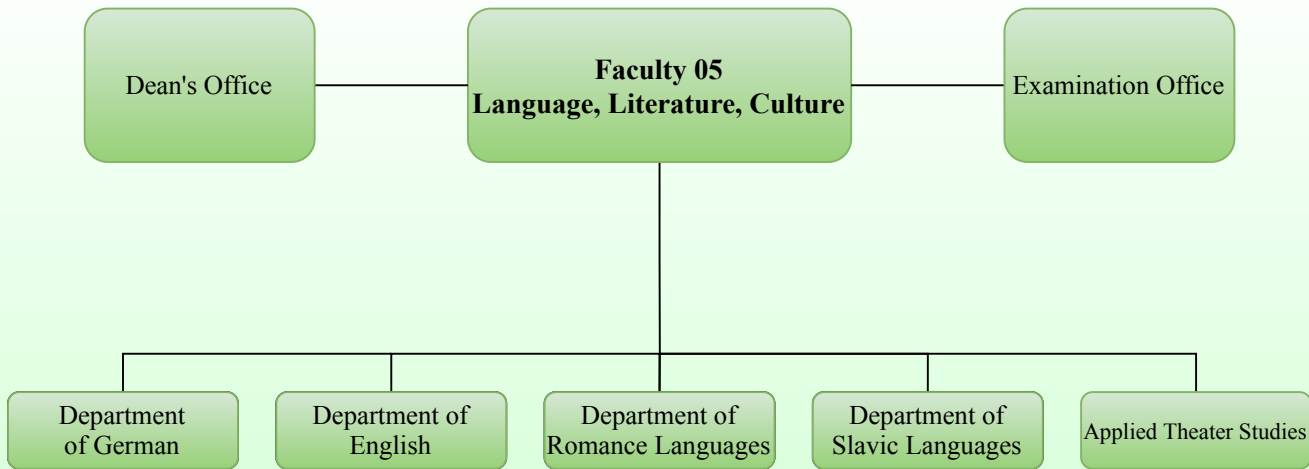 Dean's Office
Faculty 05
Language, Literature, Culture
Examination Office
Department
of German
Department of
English
Department of
Romance Languages
Department of
Slavic Languages
Applied Theater Studies